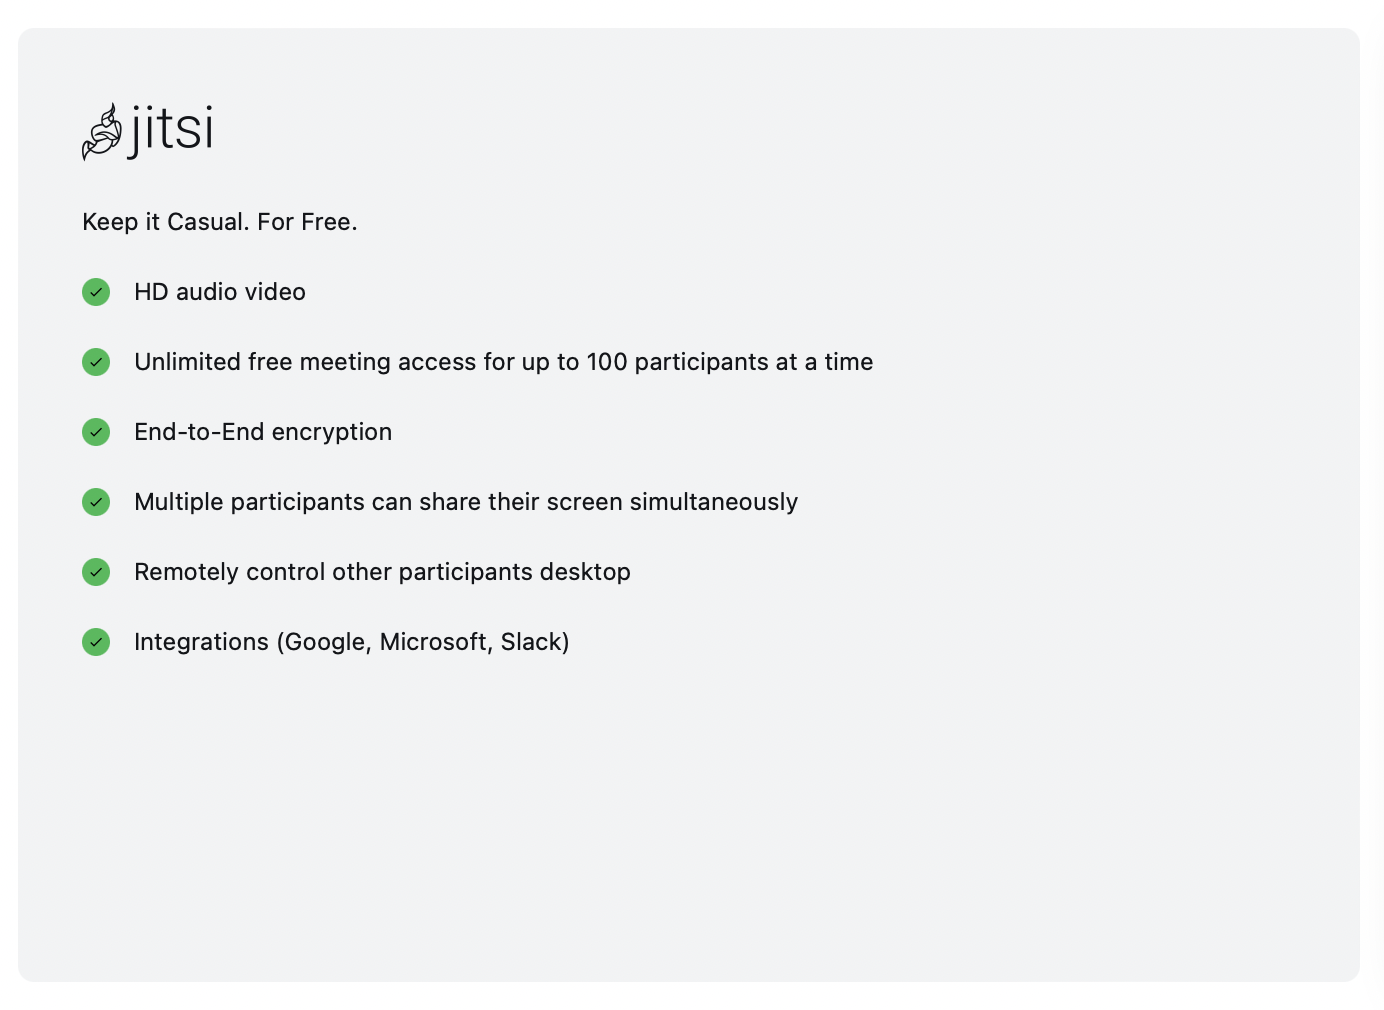 jitsi
Keep it Casual. For Free.
HD audio video
Unlimited free meeting access for up to 100 participants at a time
End-to-End encryption
Multiple participants can share their screen simultaneously
Remotely control other participants desktop
Integrations (Google, Microsoft, Slack)